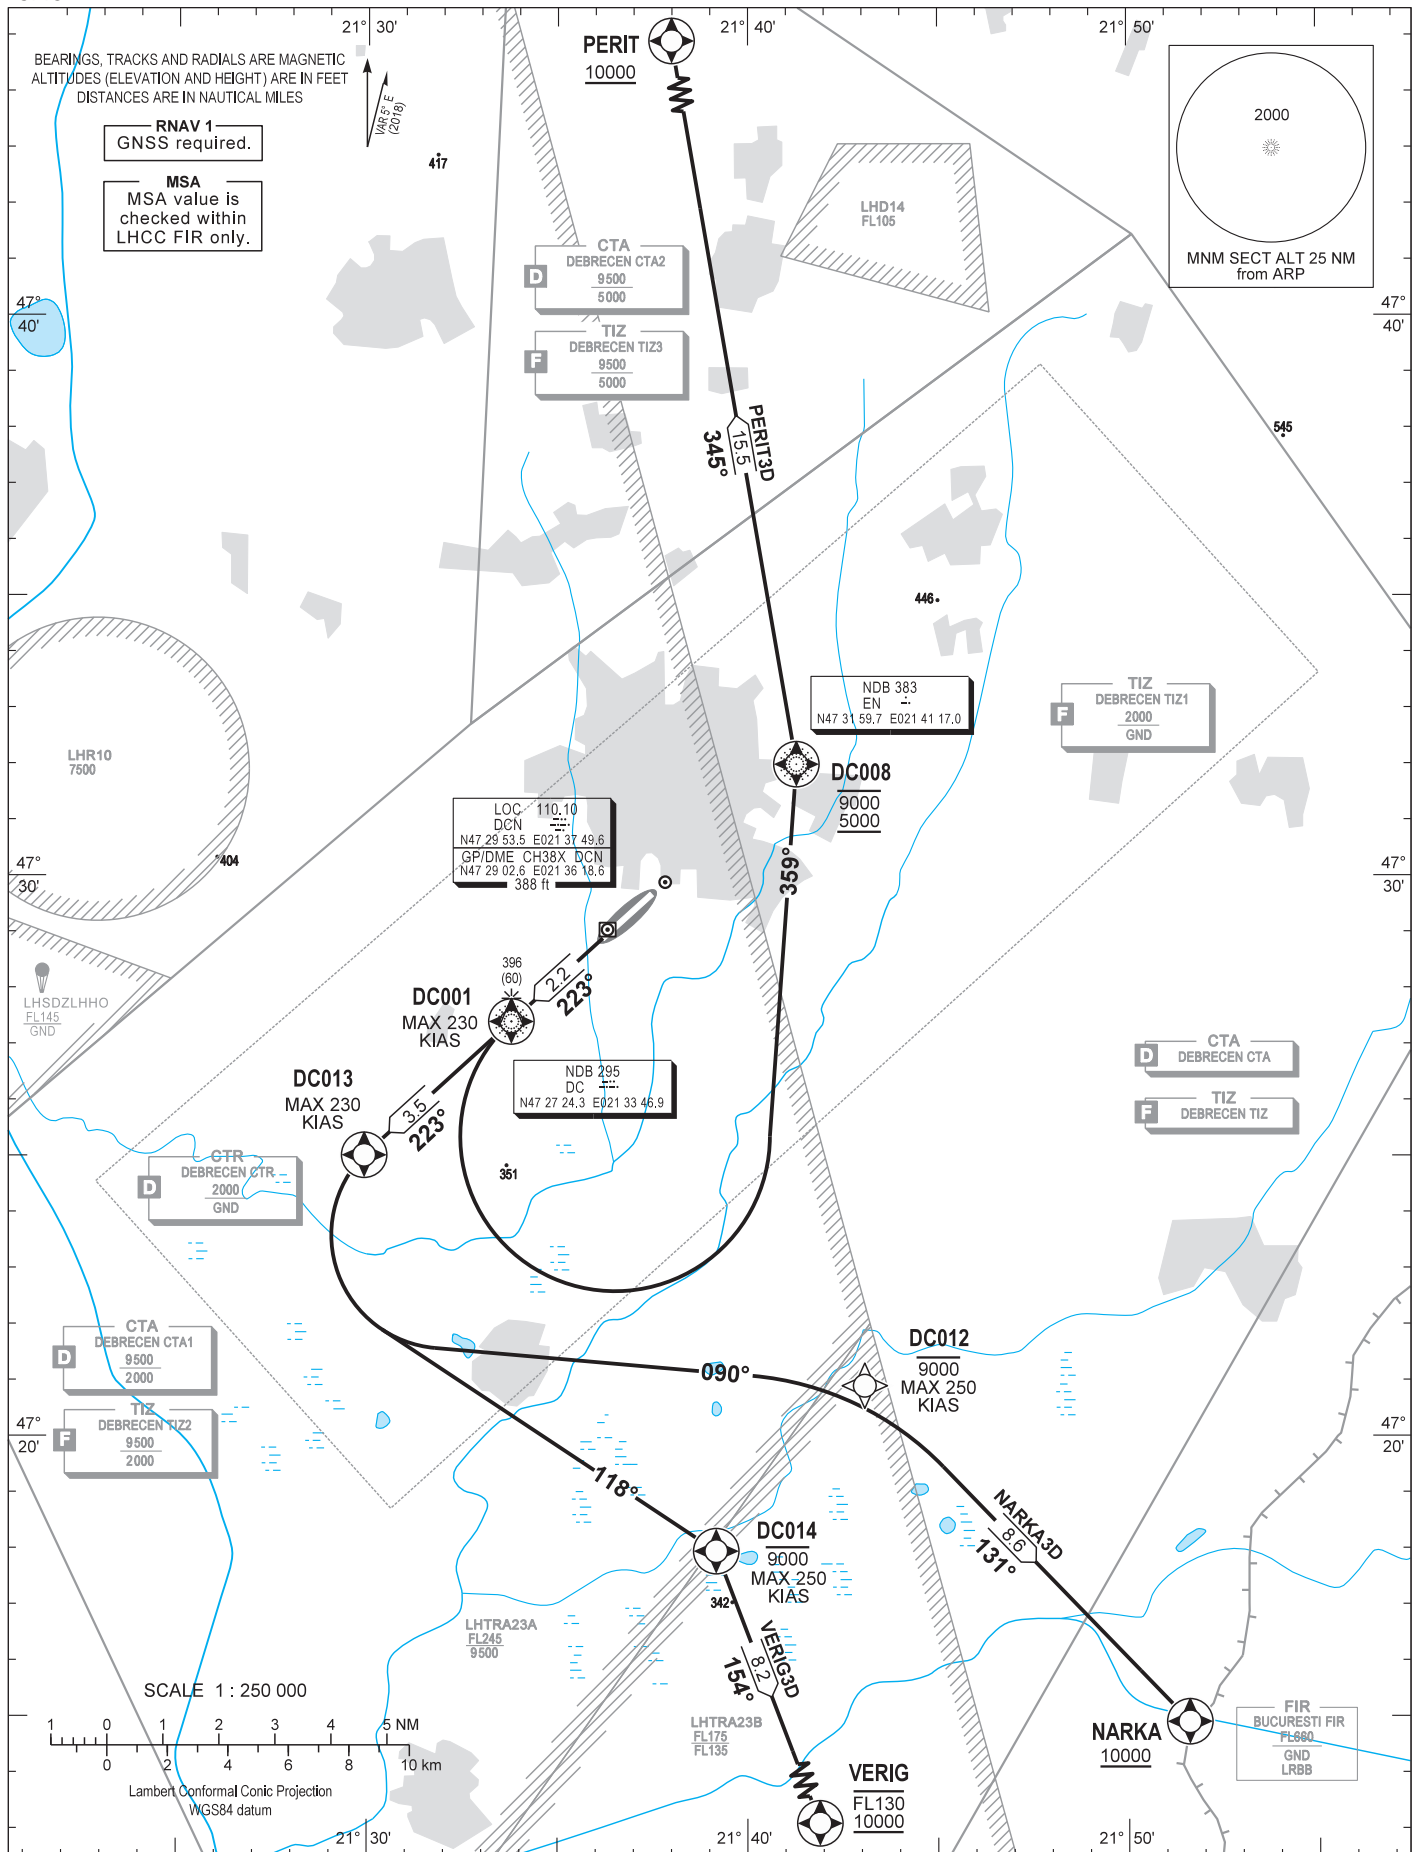 21° 30'
21° 40'
21° 50'
BEARINGS, TRACKS AND RADIALS ARE MAGNETIC
ALTITUDES (ELEVATION AND HEIGHT) ARE IN FEET
DISTANCES ARE IN NAUTICAL MILES
VAR 5° E
(2018)
RNAV 1
GNSS required.
MSA
MSA value is
checked within
LHCC FIR only.
PERIT
10000
2000
MNM SECT ALT 25 NM
from ARP
417
LHD14
FL105
CTA
D
DEBRECEN CTA2
9500
5000
TIZ
F
DEBRECEN TIZ3
9500
5000
47°
40'
47°
40'
PERIT3D
15.5
345°
545
446
NDB 383
EN
N47 31 59.7 E021 41 17.0
TIZ
F
DEBRECEN TIZ1
2000
GND
LHR10
7500
DC008
9000
5000
LOC 110.10
DCN
N47 29 53.5 E021 37 49.6
GP/DME CH38X DCN
N47 29 02.6 E021 36 18.6
388 ft
404
359°
47°
30'
47°
30'
LHSDZLHHO
FL145
GND
396
(60)
2.2
223°
DC001
MAX 230
KIAS
CTA
D
DEBRECEN CTA
NDB 295
DC
N47 27 24.3 E021 33 46.9
DC013
MAX 230
KIAS
3.5
223°
TIZ
F
DEBRECEN TIZ
CTR
D
DEBRECEN CTR
2000
GND
351
CTA
D
DEBRECEN CTA1
9500
2000
DC012
9000
MAX 250
KIAS
090°
TIZ
F
DEBRECEN TIZ2
9500
2000
47°
20'
47°
20'
118°
NARKA3D
8.6
131°
DC014
9000
MAX 250
KIAS
342
LHTRA23A
FL245
9500
VERIG3D
8.2
154°
SCALE 1 : 250 000
1 0 1 2 3 4 5 NM
0 2 4 6 8 10 km
Lambert Conformal Conic Projection
WGS84 datum
LHTRA23B
FL175
FL135
NARKA
10000
FIR
BUCURESTI FIR
FL660
GND
LRBB
VERIG
FL130
10000
21° 30'
21° 40'
21° 50'